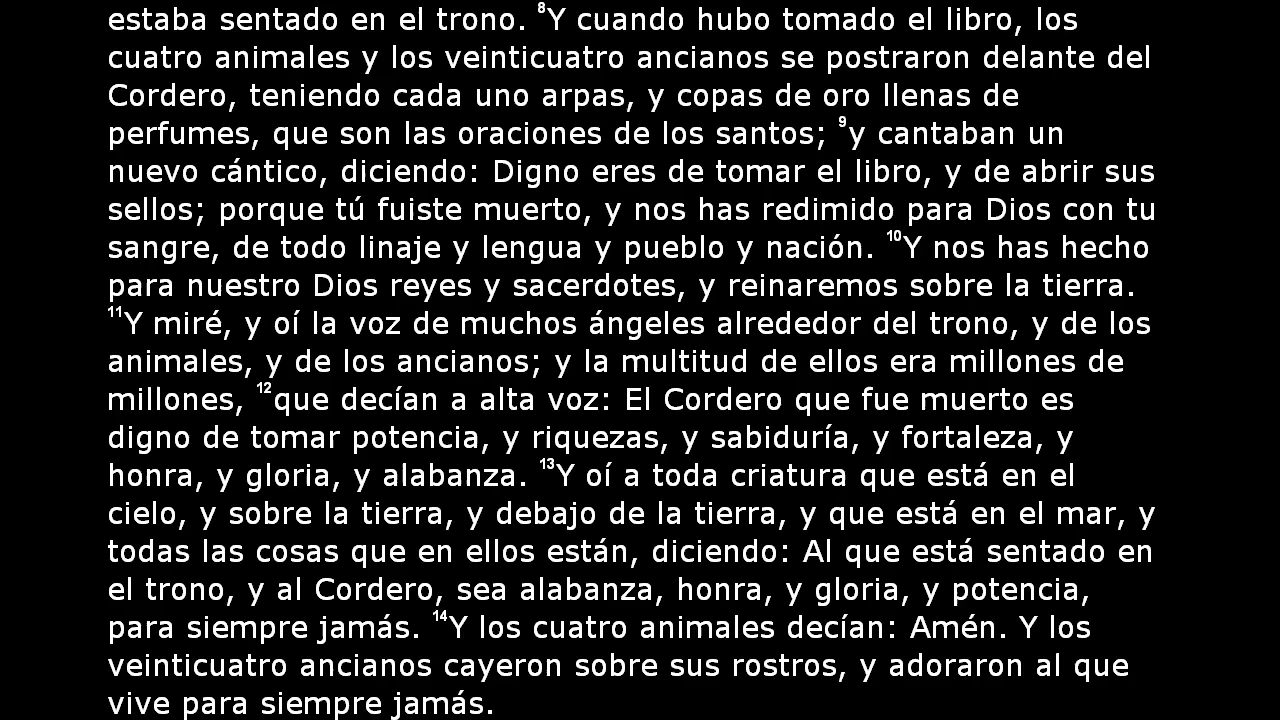 estaba sentado en el trono. ⁸Y cuando hubo tomado el libro, los
cuatro animales y los veinticuatro ancianos se postraron delante del
Cordero, teniendo cada uno arpas, y copas de oro llenas de
perfumes, que son las oraciones de los santos; ⁹y cantaban un
nuevo cántico, diciendo: Digno eres de tomar el libro, y de abrir sus
sellos; porque tú fuiste muerto, y nos has redimido para Dios con tu
sangre, de todo linaje y lengua y pueblo y nación. ¹⁰Y nos has hecho
para nuestro Dios reyes y sacerdotes, y reinaremos sobre la tierra.
¹¹Y miré, y oí la voz de muchos ángeles alrededor del trono, y de los
animales, y de los ancianos; y la multitud de ellos era millones de
millones, ¹²que decían a alta voz: El Cordero que fue muerto es
digno de tomar potencia, y riquezas, y sabiduría, y fortaleza, y
honra, y gloria, y alabanza. ¹³Y oí a toda criatura que está en el
cielo, y sobre la tierra, y debajo de la tierra, y que está en el mar, y
todas las cosas que en ellos están, diciendo: Al que está sentado en
el trono, y al Cordero, sea alabanza, honra, y gloria, y potencia,
para siempre jamás. ¹⁴Y los cuatro animales decían: Amén. Y los
veinticuatro ancianos cayeron sobre sus rostros, y adoraron al que
vive para siempre jamás.